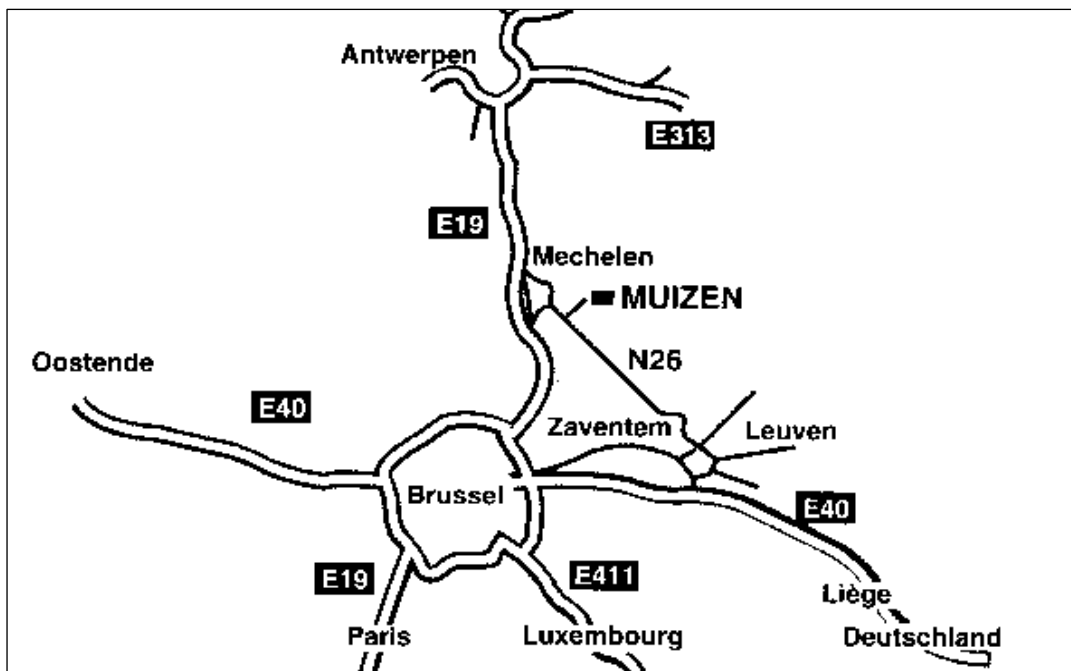 Antwerpen
E313
E19
Mechelen
MUIZEN
Oostende
N26
E40
Zaventem
Leuven
Brussel
E40
E19
E411
Liège
Paris
Luxembourg
Deutschland